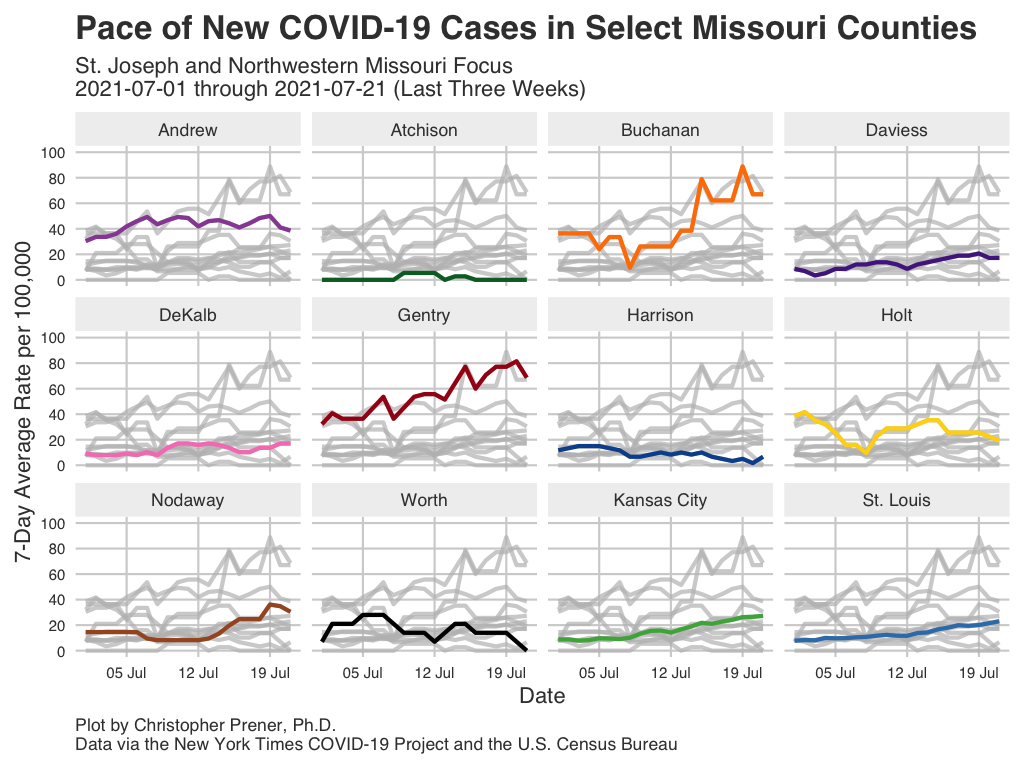 Pace of New COVID-19 Cases in Select Missouri Counties
St. Joseph and Northwestern Missouri Focus
2021-07-01 through 2021-07-21 (Last Three Weeks)
Andrew Atchison Buchanan Daviess
100
80
60
40
20
0
DeKalb Gentry Harrison Holt
100
80
60
40
20
0
Nodaway Worth Kansas City St. Louis
100
80
60
40
20
0
7-Day Average Rate per 100,000
05 Jul 12 Jul 19 Jul 05 Jul 12 Jul 19 Jul 05 Jul 12 Jul 19 Jul 05 Jul 12 Jul 19 Jul
Date
Plot by Christopher Prener, Ph.D.
Data via the New York Times COVID-19 Project and the U.S. Census Bureau